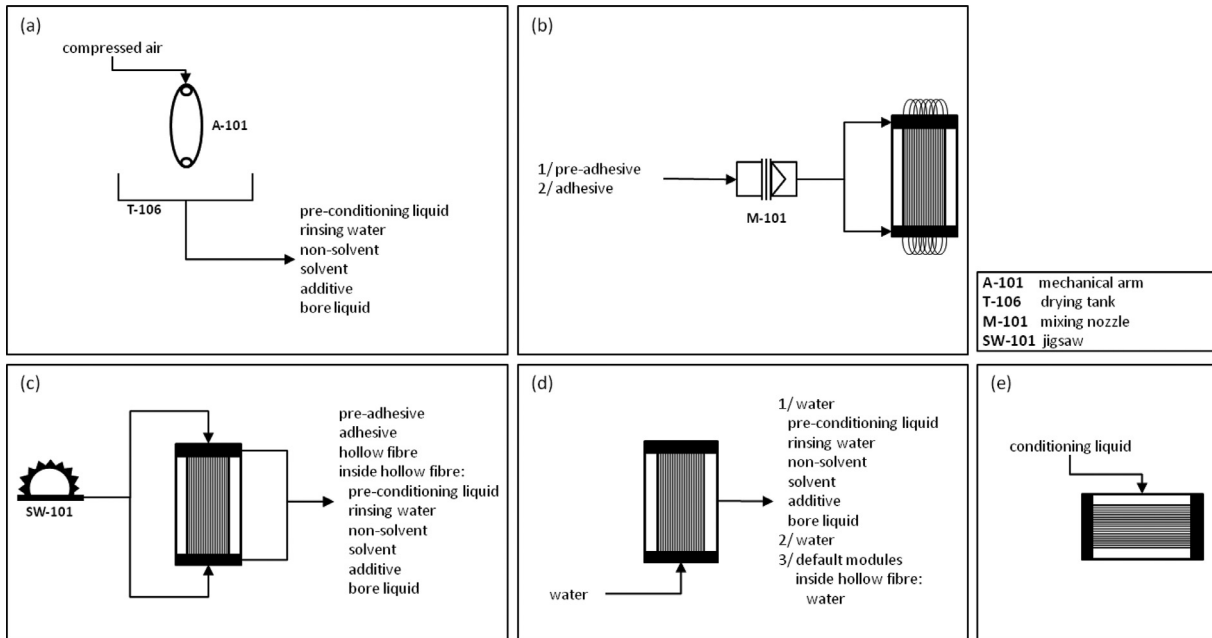 (a)
compressed air
A-101
T-106
pre-conditioning liquid
rinsing water
non-solvent
solvent
additive
bore liquid
(b)
1/ pre-adhesive
2/ adhesive
M-101
A-101 mechanical arm
T-106 drying tank
M-101 mixing nozzle
SW-101 jigsaw
(c)
SW-101
pre-adhesive
adhesive
hollow fibre
inside hollow fibre:
pre-conditioning liquid
rinsing water
non-solvent
solvent
additive
bore liquid
(d)
water
1/ water
pre-conditioning liquid
rinsing water
non-solvent
solvent
additive
bore liquid
2/ water
3/ default modules
inside hollow fibre:
water
(e)
conditioning liquid